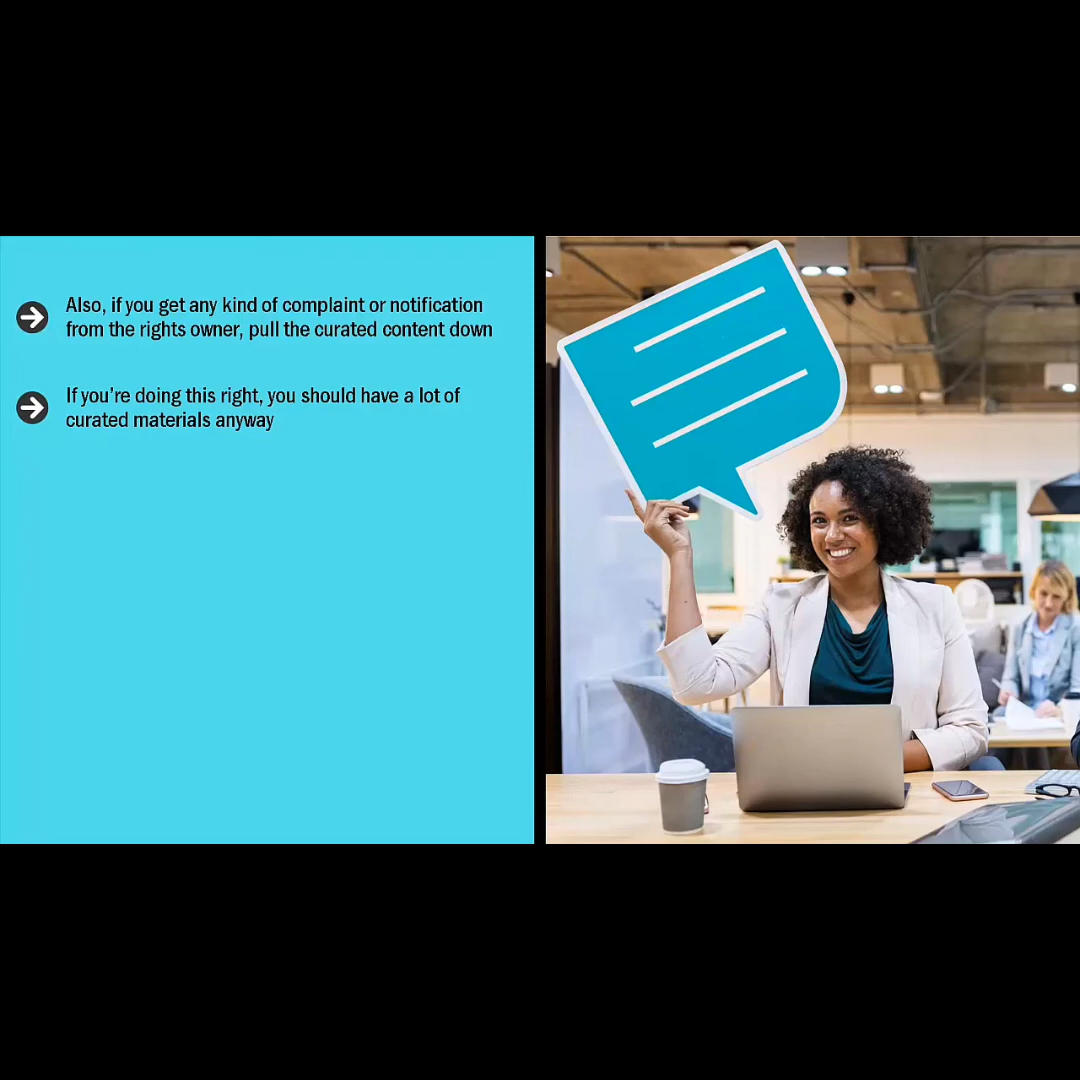 Also, if you get any kind of complaint or notification
from the rights owner, pull the curated content down
If you're doing this right, you should have a lot of
curated materials anyway